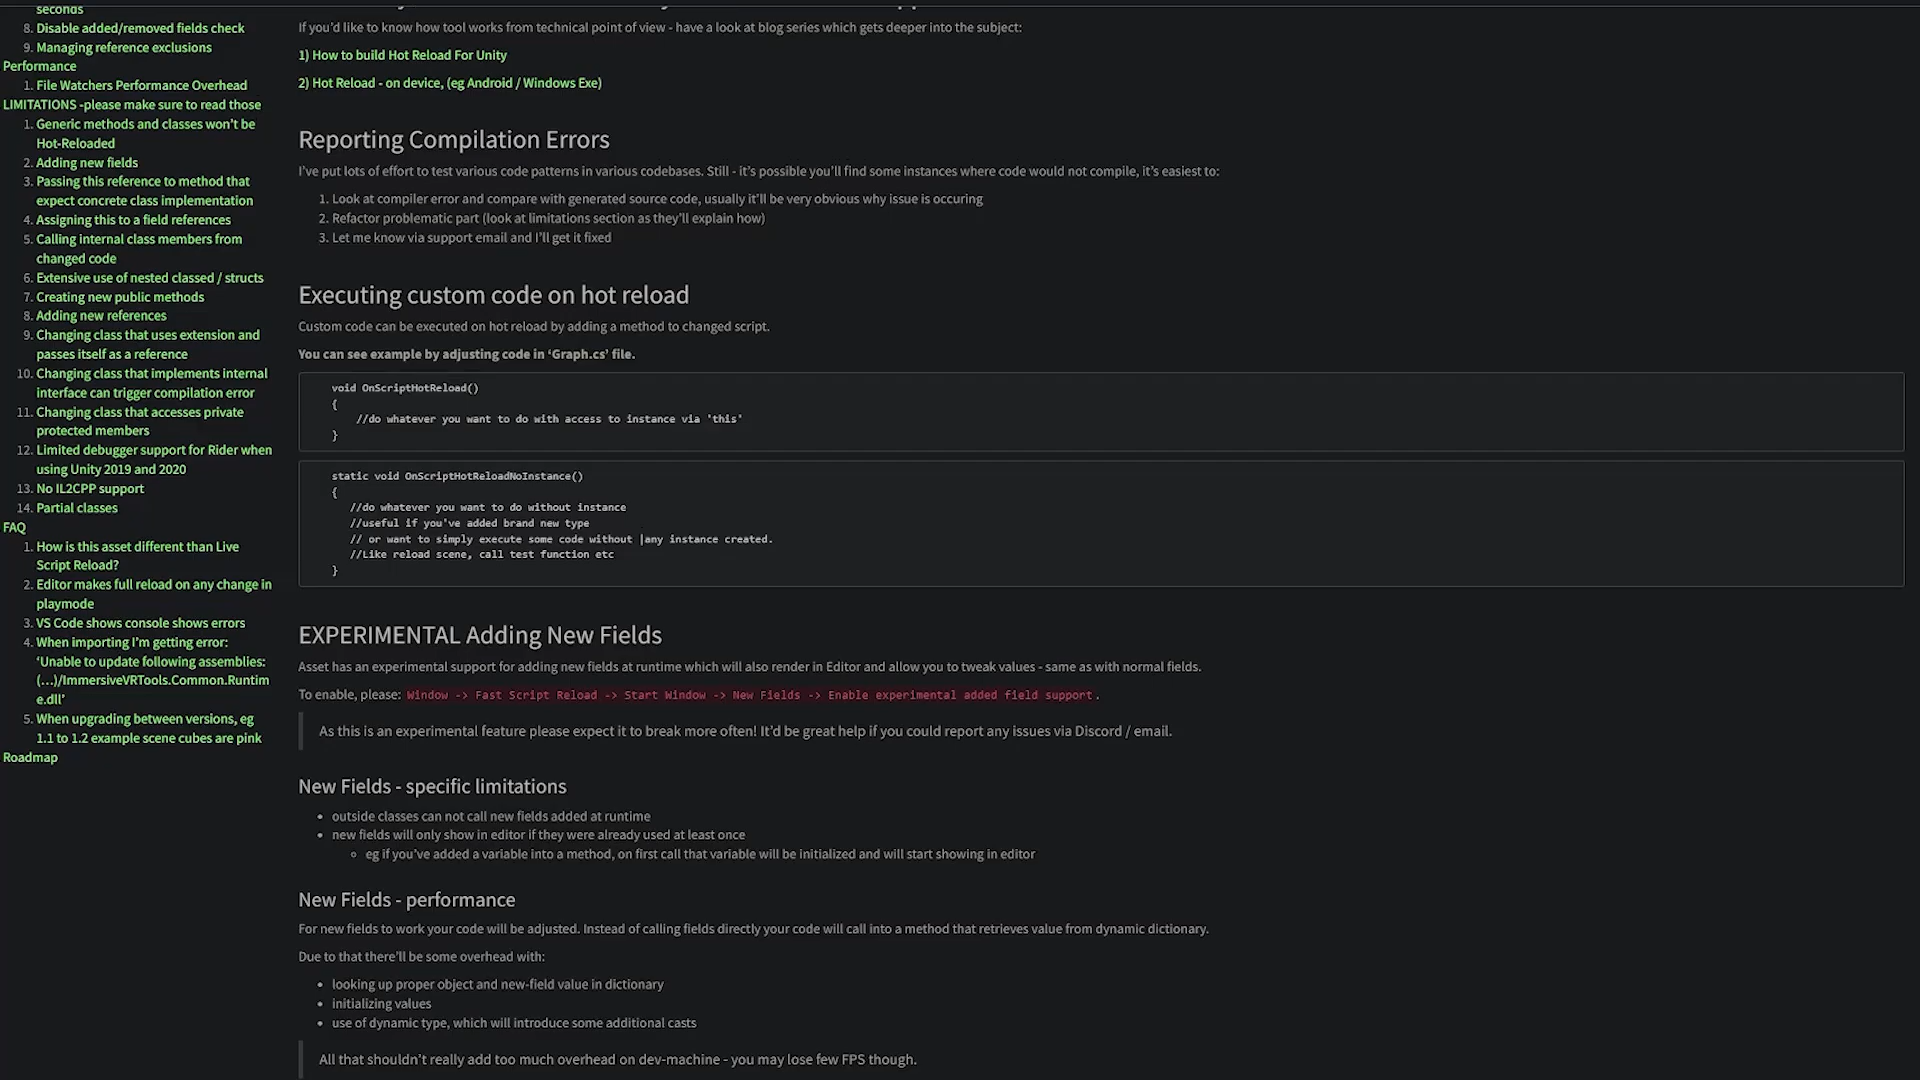 seconds
8. Disable added/removed fields check
9. Managing reference exclusions
Performance
1. File Watchers Performance Overhead
LIMITATIONS -please make sure to read those
1. Generic methods and classes won't be
Hot-Reloaded
2. Adding new fields
3. Passing this reference to method that
expect concrete class implementation
4. Assigning this to a field references
5. Calling internal class members from
changed code
6. Extensive use of nested classed / structs
7. Creating new public methods
8. Adding new references
9. Changing class that uses extension and
passes itself as a reference
10. Changing class that implements internal
interface can trigger compilation error
11. Changing class that accesses private
protected members
12. Limited debugger support for Rider when
using Unity 2019 and 2020
13. No IL2CPP support
14. Partial classes
FAQ
1. How is this asset different than Live
Script Reload?
2. Editor makes full reload on any change in
playmode
3. VS Code shows console shows errors
4. When importing I'm getting error:
'Unable to update following assemblies:
(...)/ImmersiveVRTools.Common.Runtim
e.dll'
5. When upgrading between versions, eg
1.1 to 1.2 example scene cubes are pink
Roadmap
If you'd like to know how tool works from technical point of view - have a look at blog series which gets deeper into the subject:
1) How to build Hot Reload For Unity
2) Hot Reload - on device, (eg Android / Windows Exe)
Reporting Compilation Errors
I've put lots of effort to test various code patterns in various codebases. Still - it's possible you'll find some instances where code would not compile, it's easiest to:
1. Look at compiler error and compare with generated source code, usually it'll be very obvious why issue is occuring
2. Refactor problematic part (look at limitations section as they'll explain how)
3. Let me know via support email and I'll get it fixed
Executing custom code on hot reload
Custom code can be executed on hot reload by adding a method to changed script.
You can see example by adjusting code in 'Graph.cs' file.
void OnScriptHotReload()
{
//do whatever you want to do with access to instance via 'this'
}
static void OnScriptHotReloadNoInstance()
{
//do whatever you want to do without instance
//useful if you've added brand new type
// or want to simply execute some code without |any instance created.
//Like reload scene, call test function etc
}
EXPERIMENTAL Adding New Fields
Asset has an experimental support for adding new fields at runtime which will also render in Editor and allow you to tweak values - same as with normal fields.
To enable, please: Window -> Fast Script Reload -> Start Window -> New Fields -> Enable experimental added field support.
As this is an experimental feature please expect it to break more often! It'd be great help if you could report any issues via Discord / email.
New Fields - specific limitations
• outside classes can not call new fields added at runtime
• new fields will only show in editor if they were already used at least once
◦ eg if you've added a variable into a method, on first call that variable will be initialized and will start showing in editor
New Fields - performance
For new fields to work your code will be adjusted. Instead of calling fields directly your code will call into a method that retrieves value from dynamic dictionary.
Due to that there'll be some overhead with:
• looking up proper object and new-field value in dictionary
• initializing values
• use of dynamic type, which will introduce some additional casts
All that shouldn't really add too much overhead on dev-machine - you may lose few FPS though.